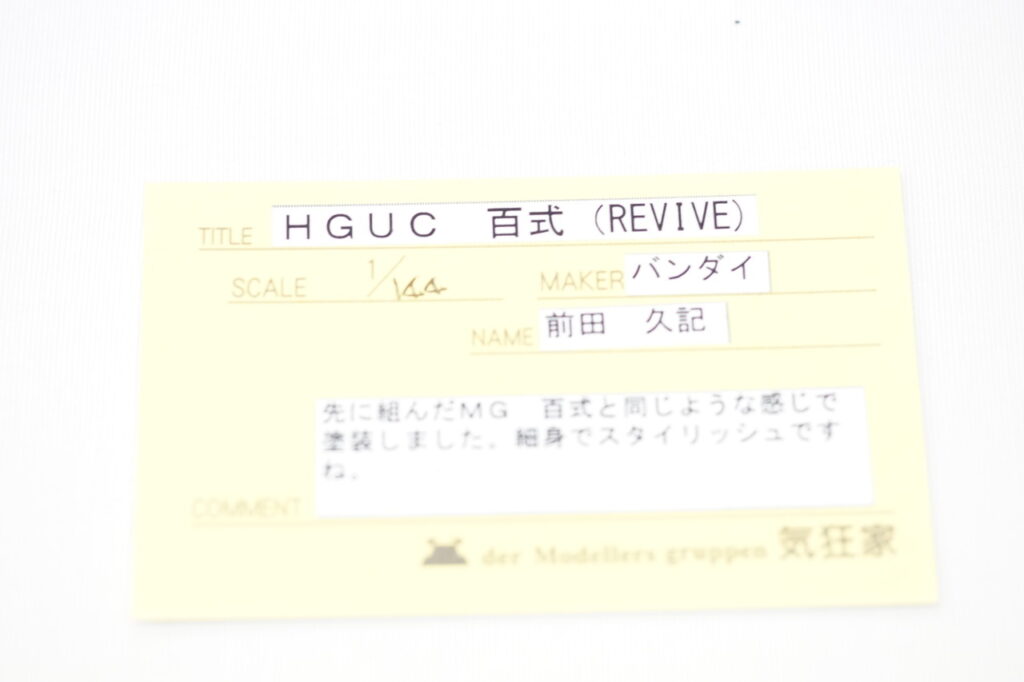 TITLE HGUC 百式 (REVIVE)
SCALE 1/144 MAKER バンダイ
NAME 前田 久記
先に組んだMG 百式と同じような感じで
塗装しました。細身でスタイリッシュです
ね。
COMMENT
der Modellers gruppen 気狂家